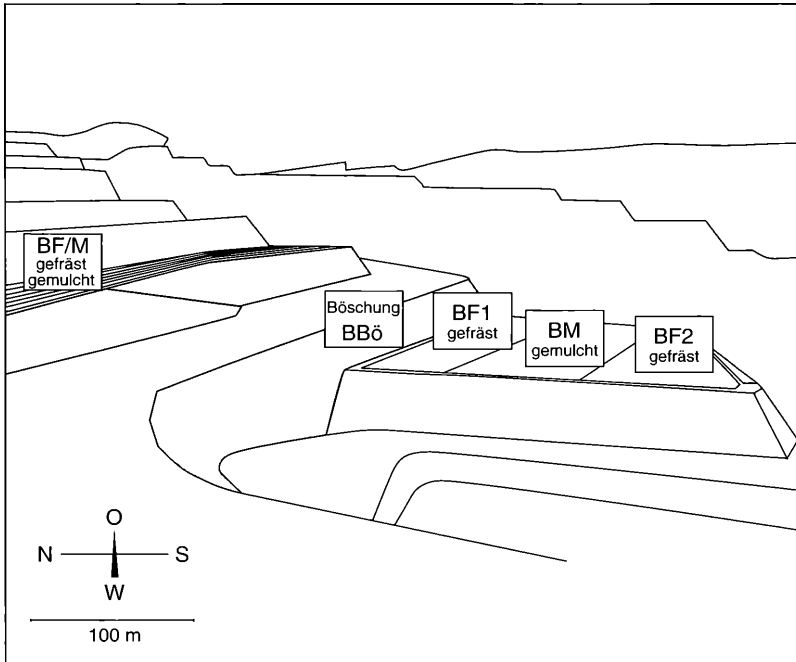 BF/M
gefräst
gemulcht
Böschung
BBö
BF1
gefräst
BM
gemulcht
BF2
gefräst
O
N S
W
100 m